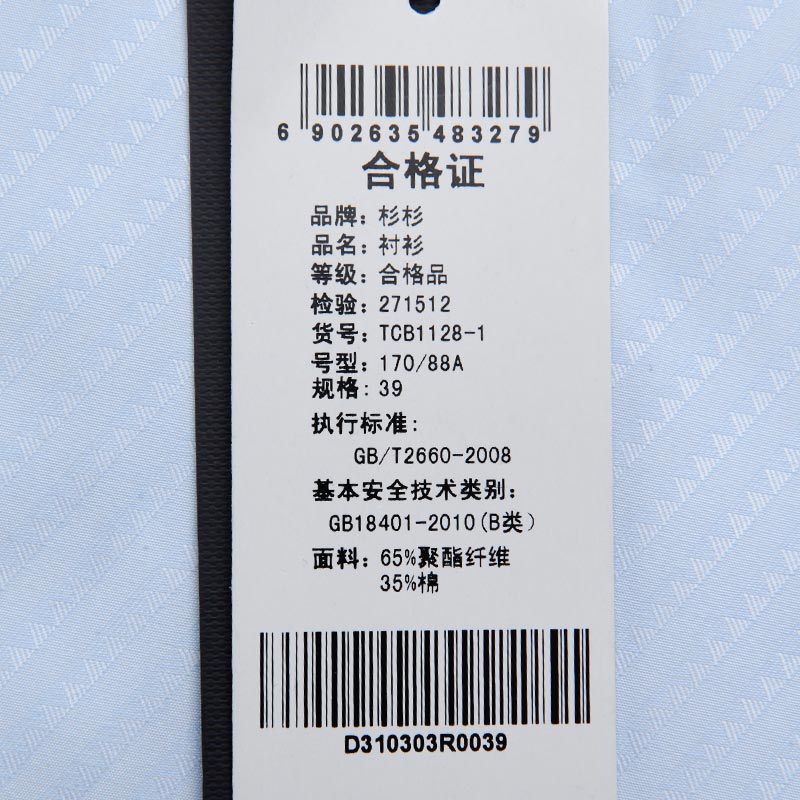 6 902635 483279
合格证
品牌：杉杉
品名：衬衫
等级：合格品
检验：271512
货号：TCB1128-1
号型：170/88A
规格：39
执行标准：
GB/T2660-2008
基本安全技术类别：
GB18401-2010(B类)
面料：65%聚酯纤维
35%棉
D310303R0039